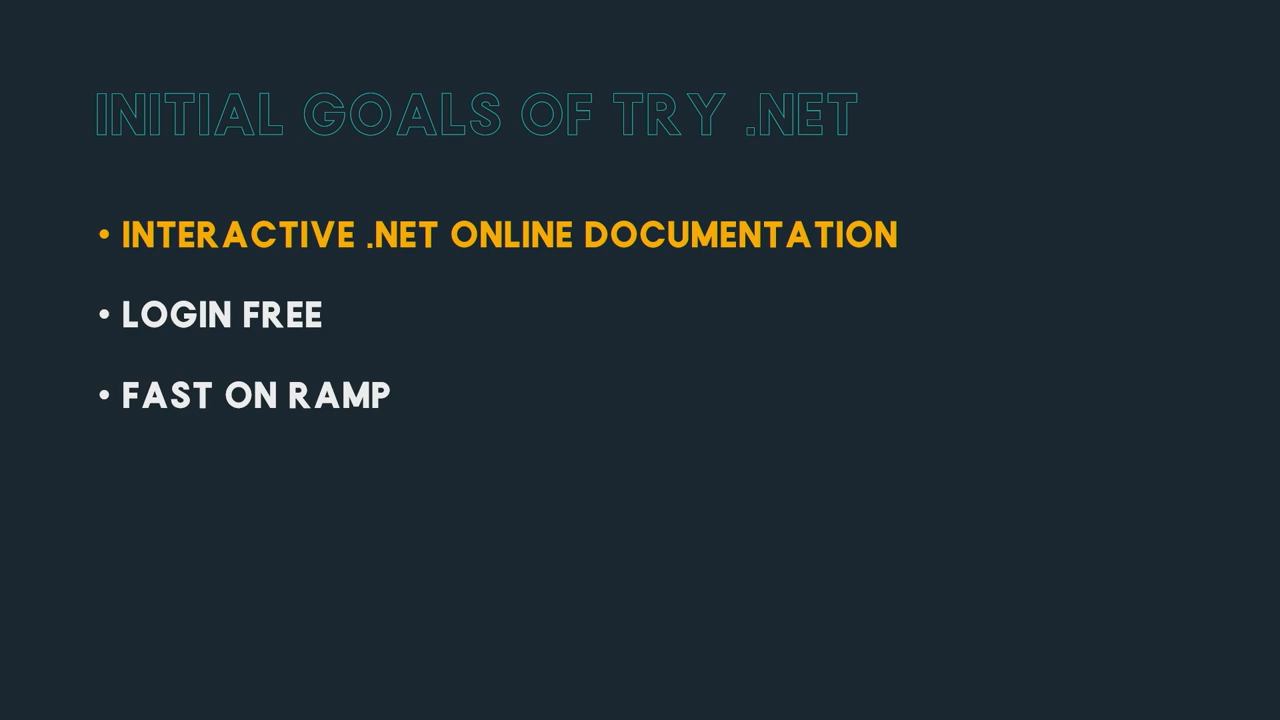 INITIAL GOALS OF TRY .NET
• INTERACTIVE .NET ONLINE DOCUMENTATION
• LOGIN FREE
• FAST ON RAMP